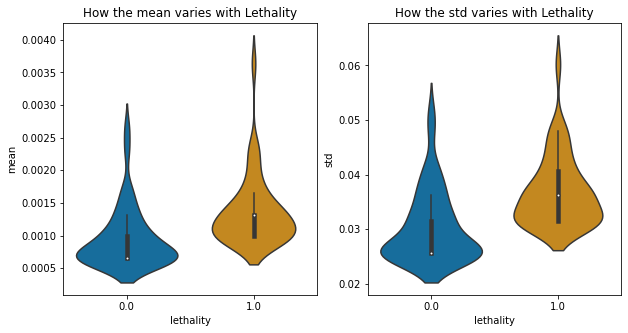 How the mean varies with Lethality
mean
0.0040
0.0035
0.0030
0.0025
0.0020
0.0015
0.0010
0.0005
0.0
1.0
lethality
How the std varies with Lethality
std
0.06
0.05
0.04
0.03
0.02
0.0
1.0
lethality